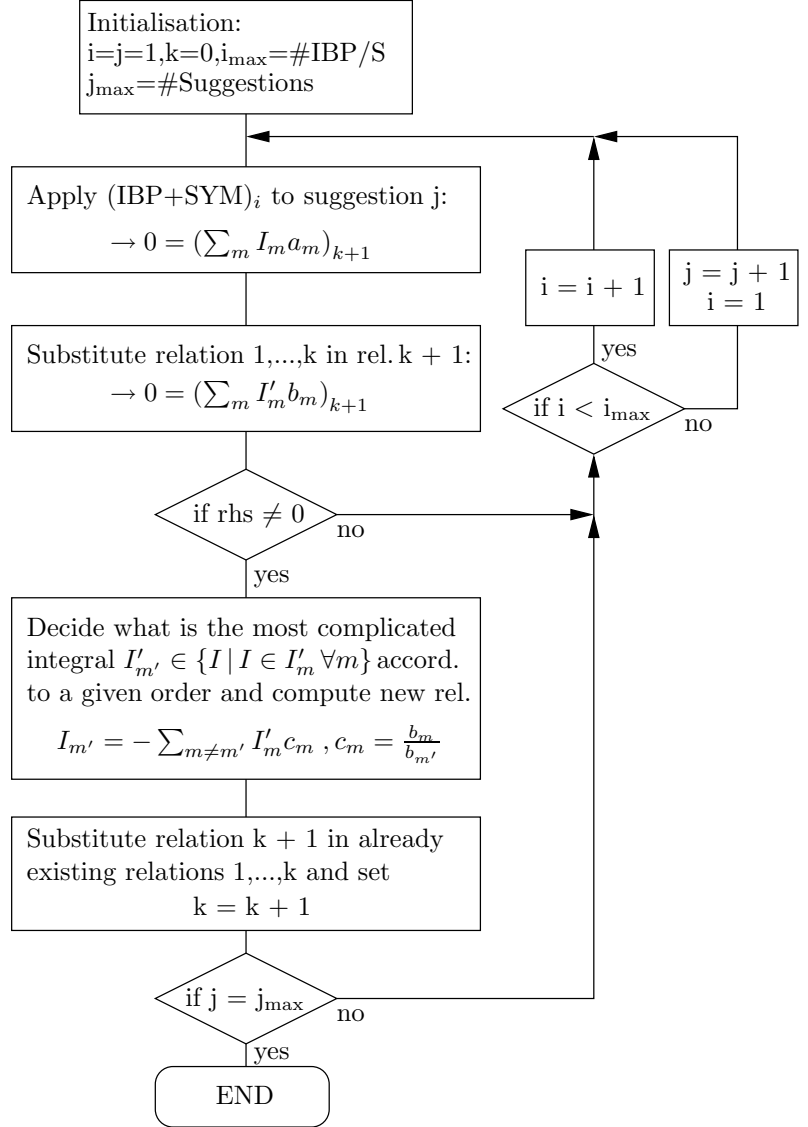 Initialisation:
i=j=1,k=0,i_max=#IBP/S
j_max=#Suggestions
Apply (IBP+SYM)_i to suggestion j:
→ 0 = (∑_m I_m a_m)_{k+1}
Substitute relation 1,...,k in rel. k + 1:
→ 0 = (∑_m I′_m b_m)_{k+1}
if rhs ≠ 0
no
yes
Decide what is the most complicated
integral I′_{m′} ∈ {I | I ∈ I′_m ∀m} accord.
to a given order and compute new rel.
I_{m′} = − ∑_{m≠m′} I′_m c_m , c_m = b_m/b_{m′}
Substitute relation k + 1 in already
existing relations 1,...,k and set
k = k + 1
if j = j_max
no
yes
END
i = i + 1
j = j + 1
i = 1
yes
if i < i_max
no